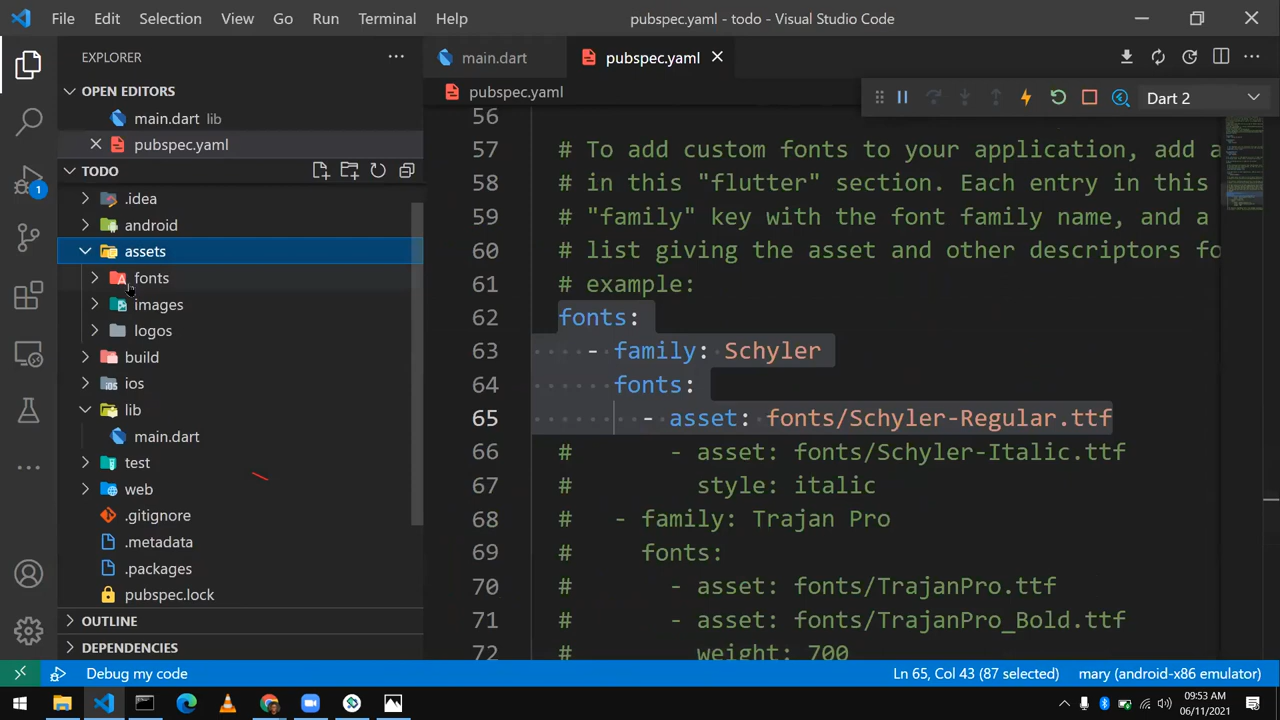 File Edit Selection View Go Run Terminal Help pubspec.yaml - todo - Visual Studio Code
EXPLORER
OPEN EDITORS
main.dart lib
pubspec.yaml
TODO
.idea
android
assets
fonts
images
logos
build
ios
lib
main.dart
test
web
.gitignore
.metadata
.packages
pubspec.lock
OUTLINE
DEPENDENCIES
1
main.dart pubspec.yaml
pubspec.yaml
Dart 2
56
57 # To add custom fonts to your application, add a
58 # in this "flutter" section. Each entry in this
59 # "family" key with the font family name, and a
60 # list giving the asset and other descriptors fo
61 # example:
62 fonts:
63 - family: Schyler
64 fonts:
65 - asset: fonts/Schyler-Regular.ttf
66 # - asset: fonts/Schyler-Italic.ttf
67 # style: italic
68 # - family: Trajan Pro
69 # fonts:
70 # - asset: fonts/TrajanPro.ttf
71 # - asset: fonts/TrajanPro_Bold.ttf
72 # weight: 700
Debug my code Ln 65, Col 43 (87 selected) mary (android-x86 emulator)
09:53 AM
06/11/2021